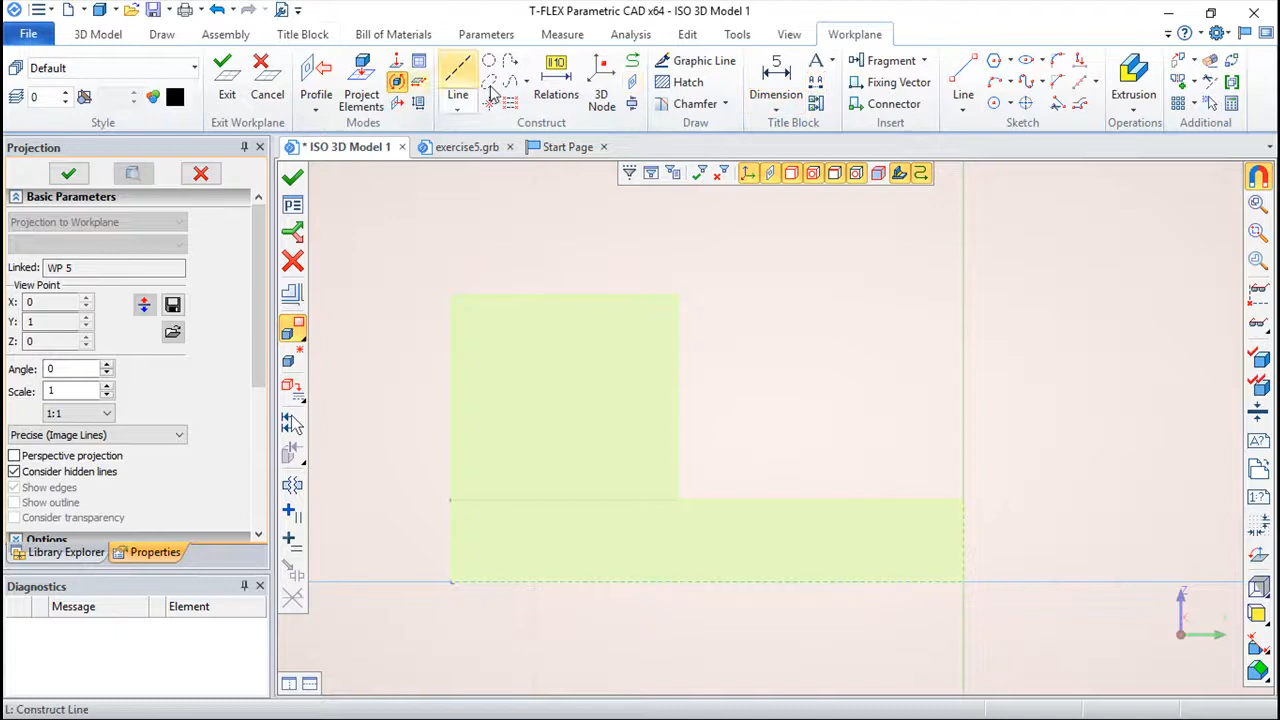 T-FLEX Parametric CAD x64 - ISO 3D Model 1
File 3D Model Draw Assembly Title Block Bill of Materials Parameters Measure Analysis Edit Tools View Workplane
Default
0
Style
Exit
Cancel
Exit Workplane
Profile
Project Elements
Modes
Line
Relations
3D Node
Construct
Graphic Line
Hatch
Chamfer
Draw
5
Dimension
Title Block
Fragment
Fixing Vector
Connector
Insert
Line
Sketch
Extrusion
Operations
Additional
Projection
* ISO 3D Model 1 exercise5.grb Start Page
Basic Parameters
Projection to Workplane
Linked: WP 5
View Point
X: 0
Y: 1
Z: 0
Angle: 0
Scale: 1
1:1
Precise (Image Lines)
Perspective projection
Consider hidden lines
Show edges
Show outline
Consider transparency
Options
Library Explorer Properties
Diagnostics
Message Element
L: Construct Line